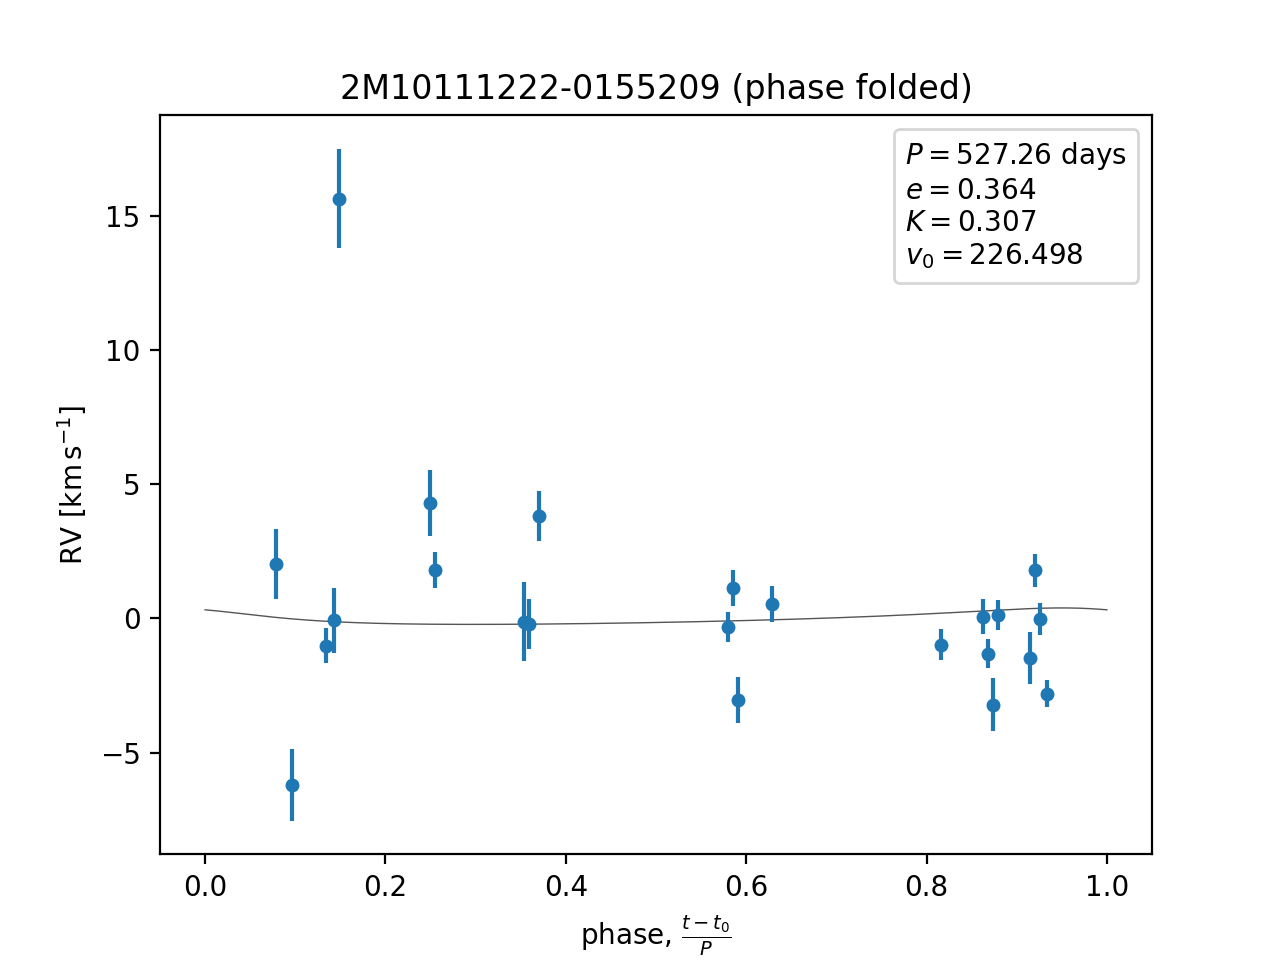 2M10111222-0155209 (phase folded)
P = 527.26 days
e = 0.364
K = 0.307
v₀ = 226.498
15
10
5
0
−5
RV [km s⁻¹]
0.0 0.2 0.4 0.6 0.8 1.0
phase, (t − t₀)/P